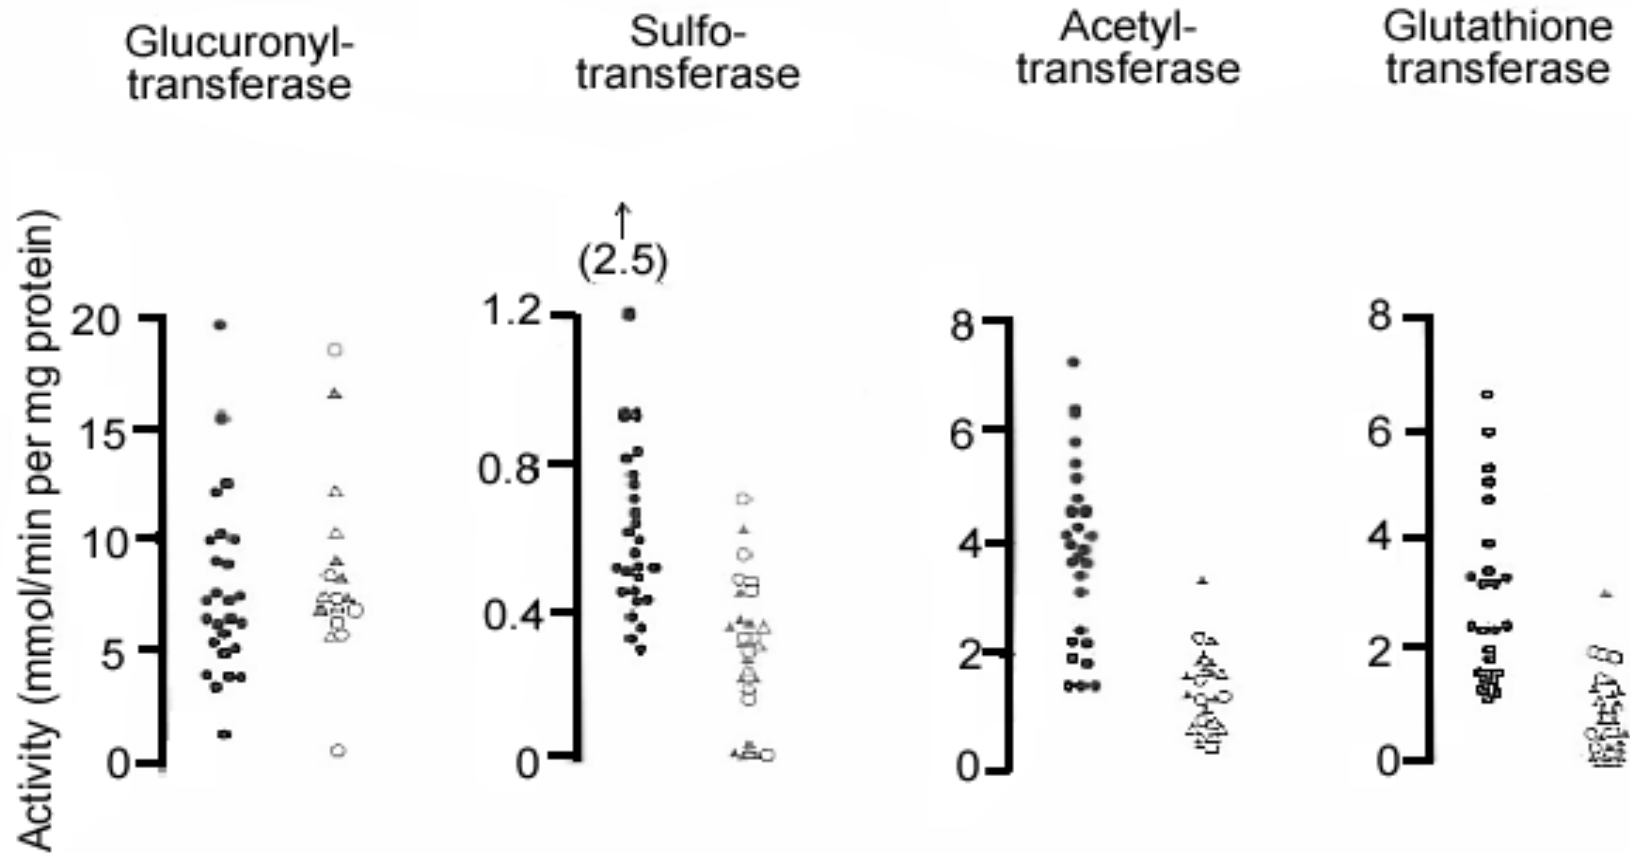 Glucuronyl-
transferase
Sulfo-
transferase
Acetyl-
transferase
Glutathione
transferase
Activity (mmol/min per mg protein)
20
15
10
5
0
(2.5)
1.2
0.8
0.4
0
8
6
4
2
0
8
6
4
2
0